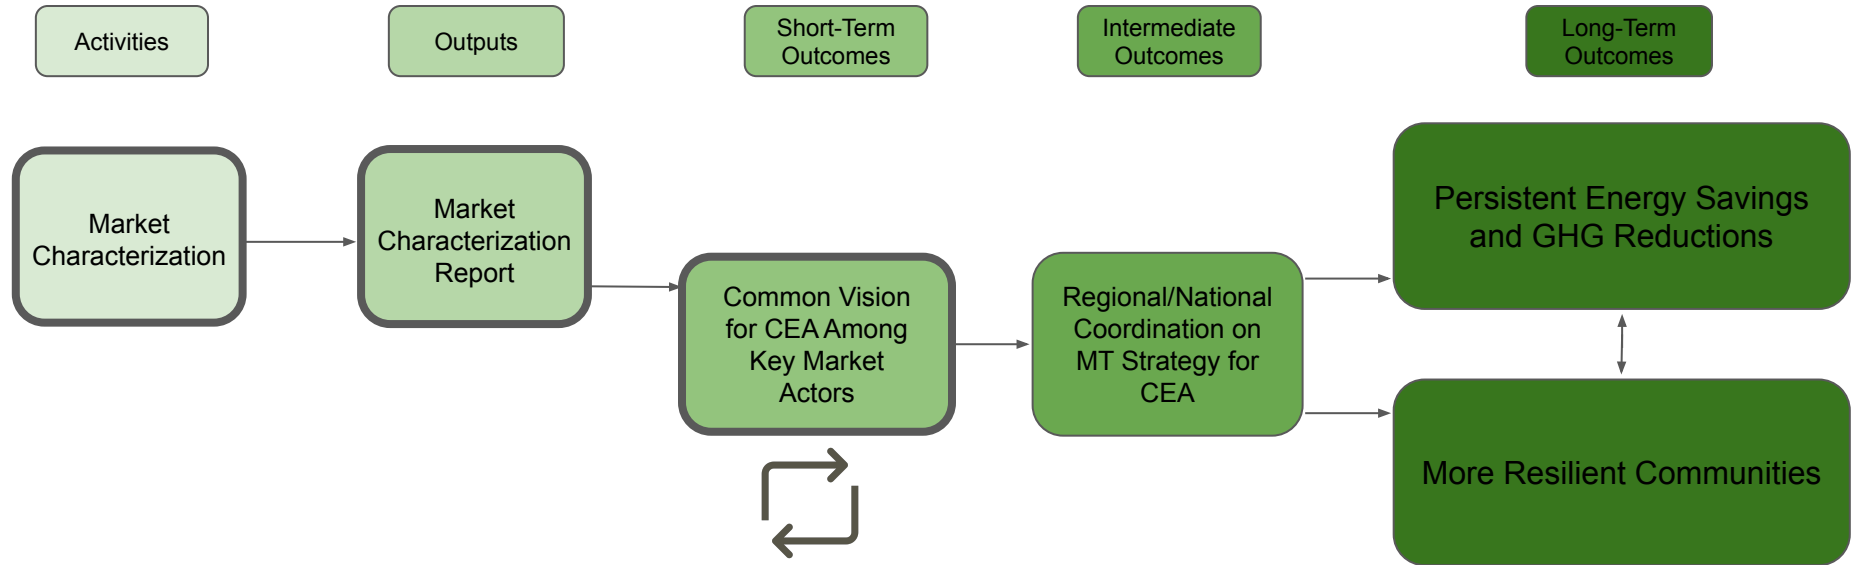 Activities
Outputs
Short-Term
Outcomes
Intermediate
Outcomes
Long-Term
Outcomes
Market
Characterization
Market
Characterization
Report
Common Vision
for CEA Among
Key Market
Actors
Regional/National
Coordination on
MT Strategy for
CEA
Persistent Energy Savings
and GHG Reductions
More Resilient Communities